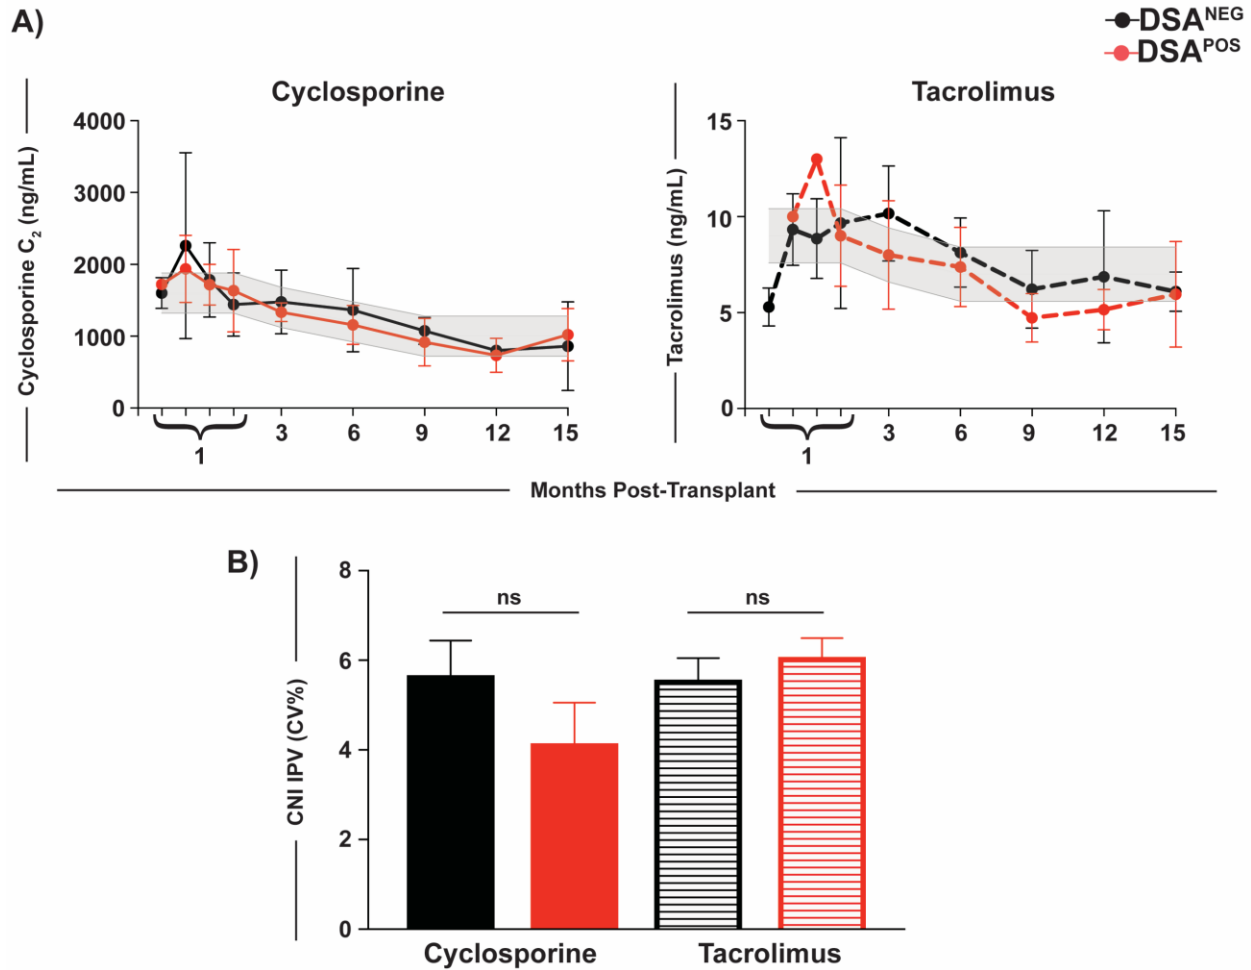 A)
DSANEG
DSAPOS
Cyclosporine
Cyclosporine C2 (ng/mL)
4000
3000
2000
1000
0
1 3 6 9 12 15
Tacrolimus
Tacrolimus (ng/mL)
15
10
5
0
1 3 6 9 12 15
Months Post-Transplant
B)
CNI IPV (CV%)
8
6
4
2
0
ns ns
Cyclosporine Tacrolimus